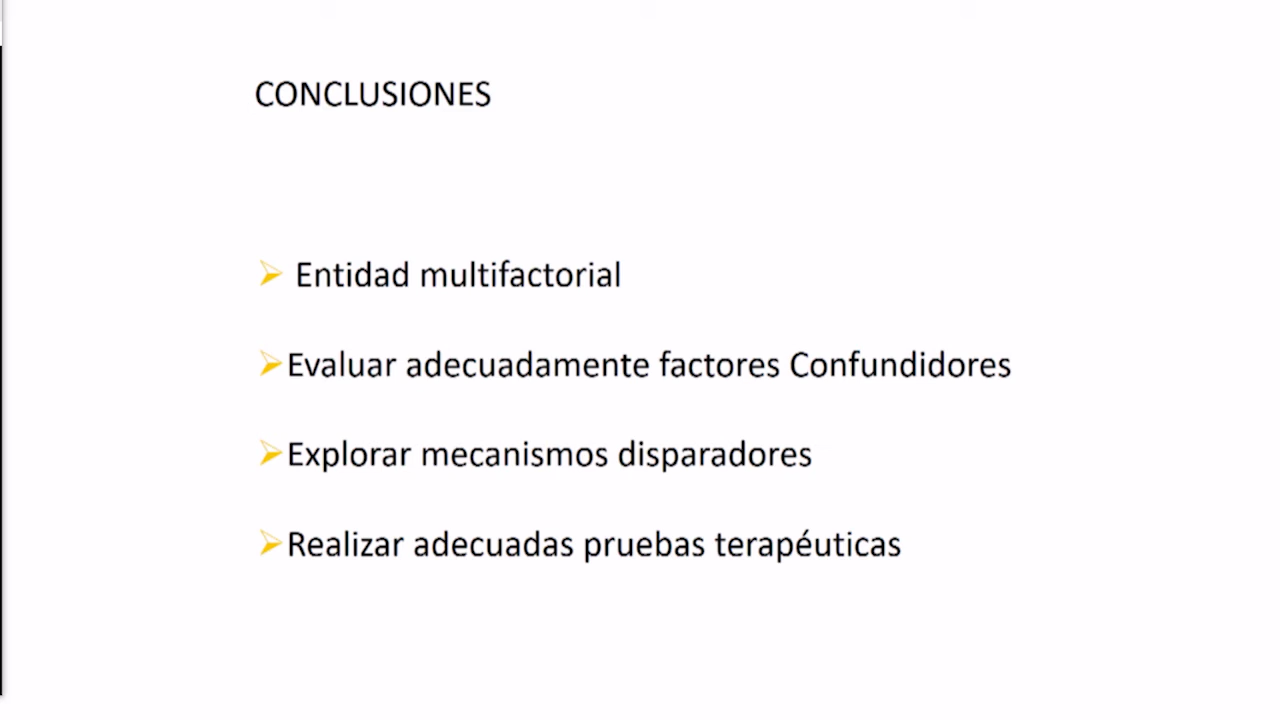 CONCLUSIONES
Entidad multifactorial
Evaluar adecuadamente factores Confundidores
Explorar mecanismos disparadores
Realizar adecuadas pruebas terapéuticas